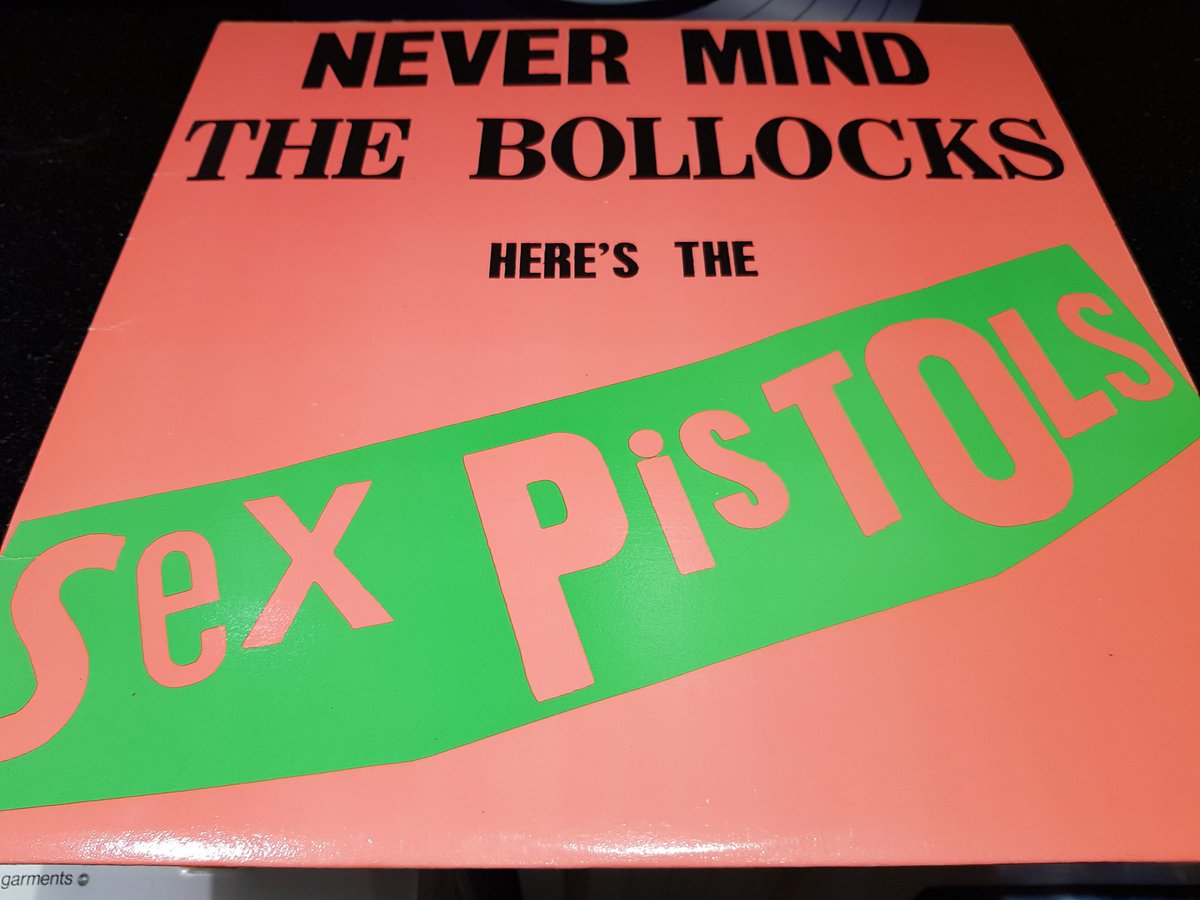 NEVER MIND
THE BOLLOCKS
HERE'S THE
SeX PiSTOLS
garments